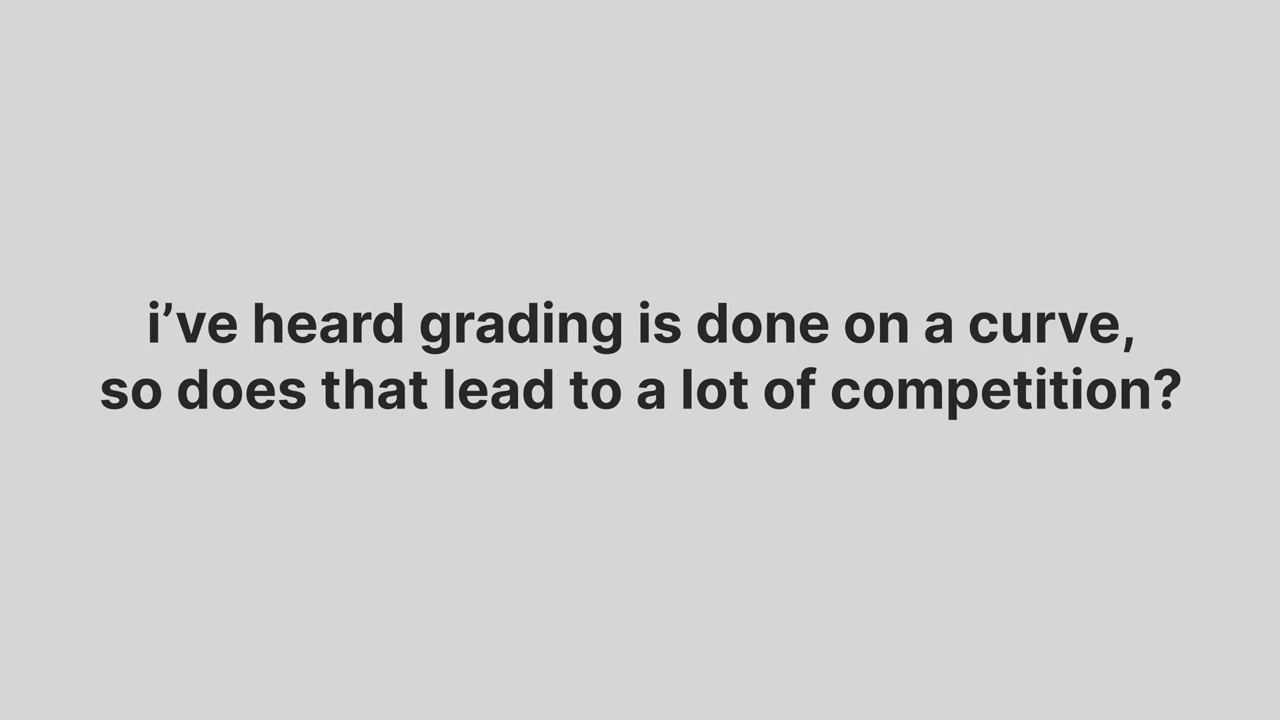 i’ve heard grading is done on a curve,
so does that lead to a lot of competition?